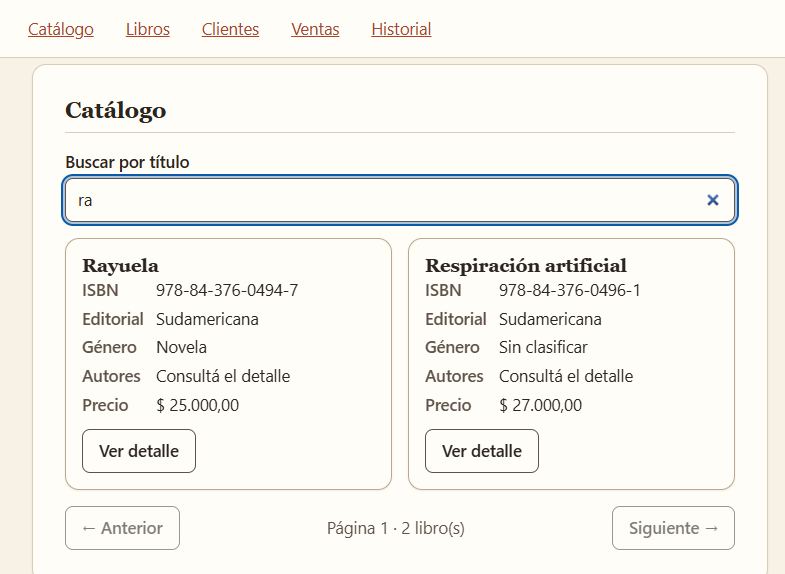 Catálogo Libros Clientes Ventas Historial
Catálogo
Buscar por título
ra ×
Rayuela
ISBN 978-84-376-0494-7
Editorial Sudamericana
Género Novela
Autores Consultá el detalle
Precio $ 25.000,00
Ver detalle
Respiración artificial
ISBN 978-84-376-0496-1
Editorial Sudamericana
Género Sin clasificar
Autores Consultá el detalle
Precio $ 27.000,00
Ver detalle
← Anterior Página 1 · 2 libro(s) Siguiente →